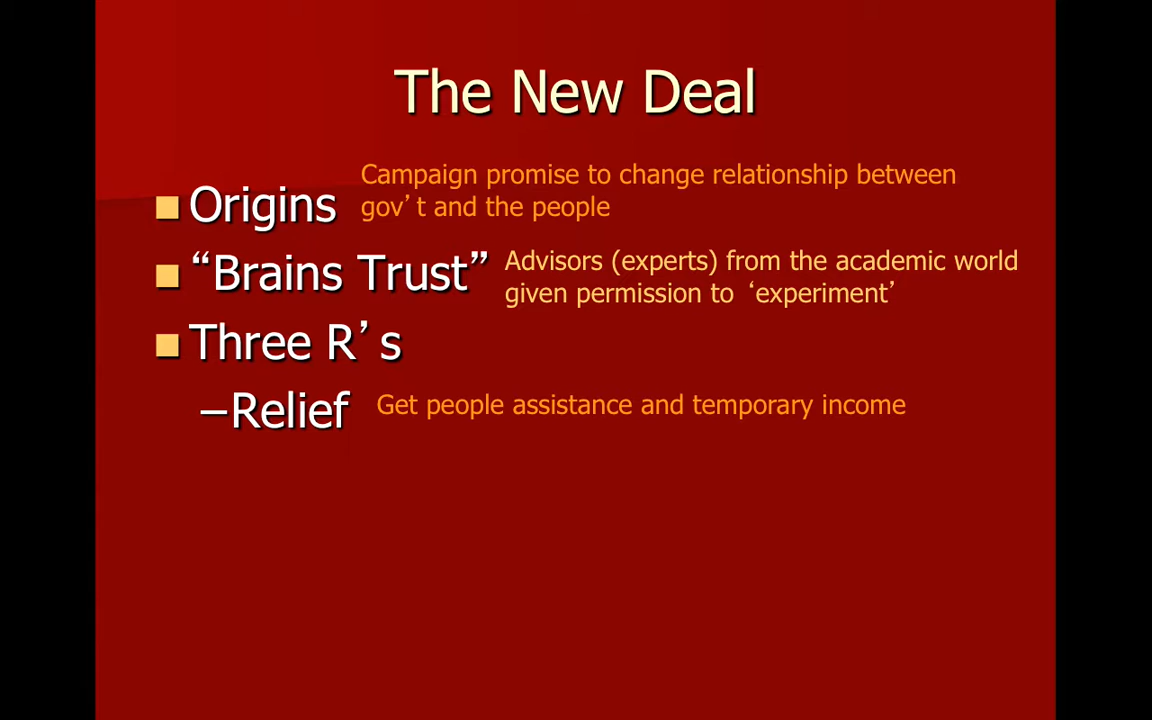 The New Deal
Origins
Campaign promise to change relationship between
gov’t and the people
“Brains Trust”
Advisors (experts) from the academic world
given permission to ‘experiment’
Three R’s
–Relief
Get people assistance and temporary income